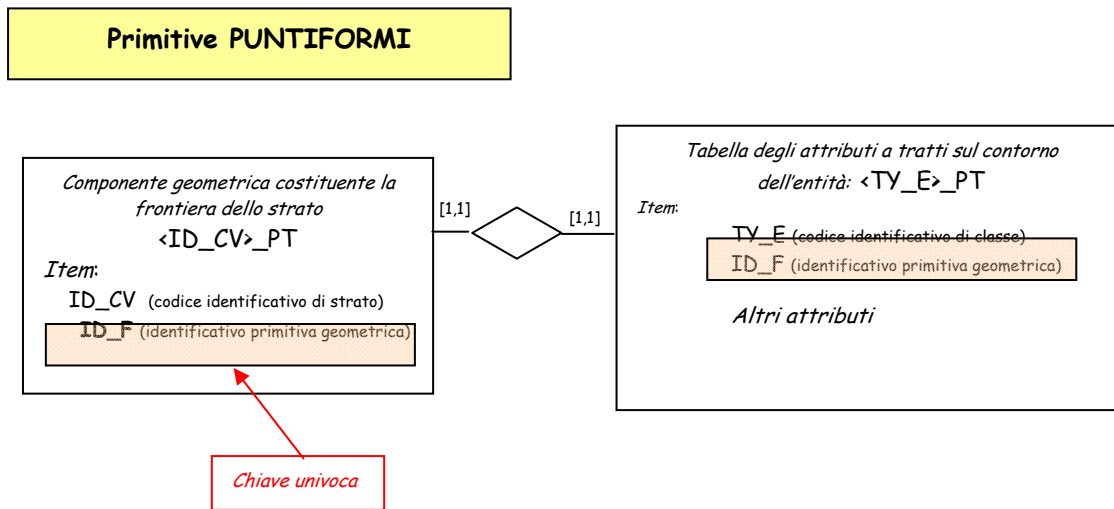 Primitive PUNTIFORMI
Componente geometrica costituente la
frontiera dello strato
<ID_CV>_PT
Item:
ID_CV (codice identificativo di strato)
ID_F (identificativo primitiva geometrica)
[1,1]
[1,1]
Tabella degli attributi a tratti sul contorno
dell'entità: <TY_E>_PT
Item:
TY_E (codice identificativo di classe)
ID_F (identificativo primitiva geometrica)
Altri attributi
Chiave univoca